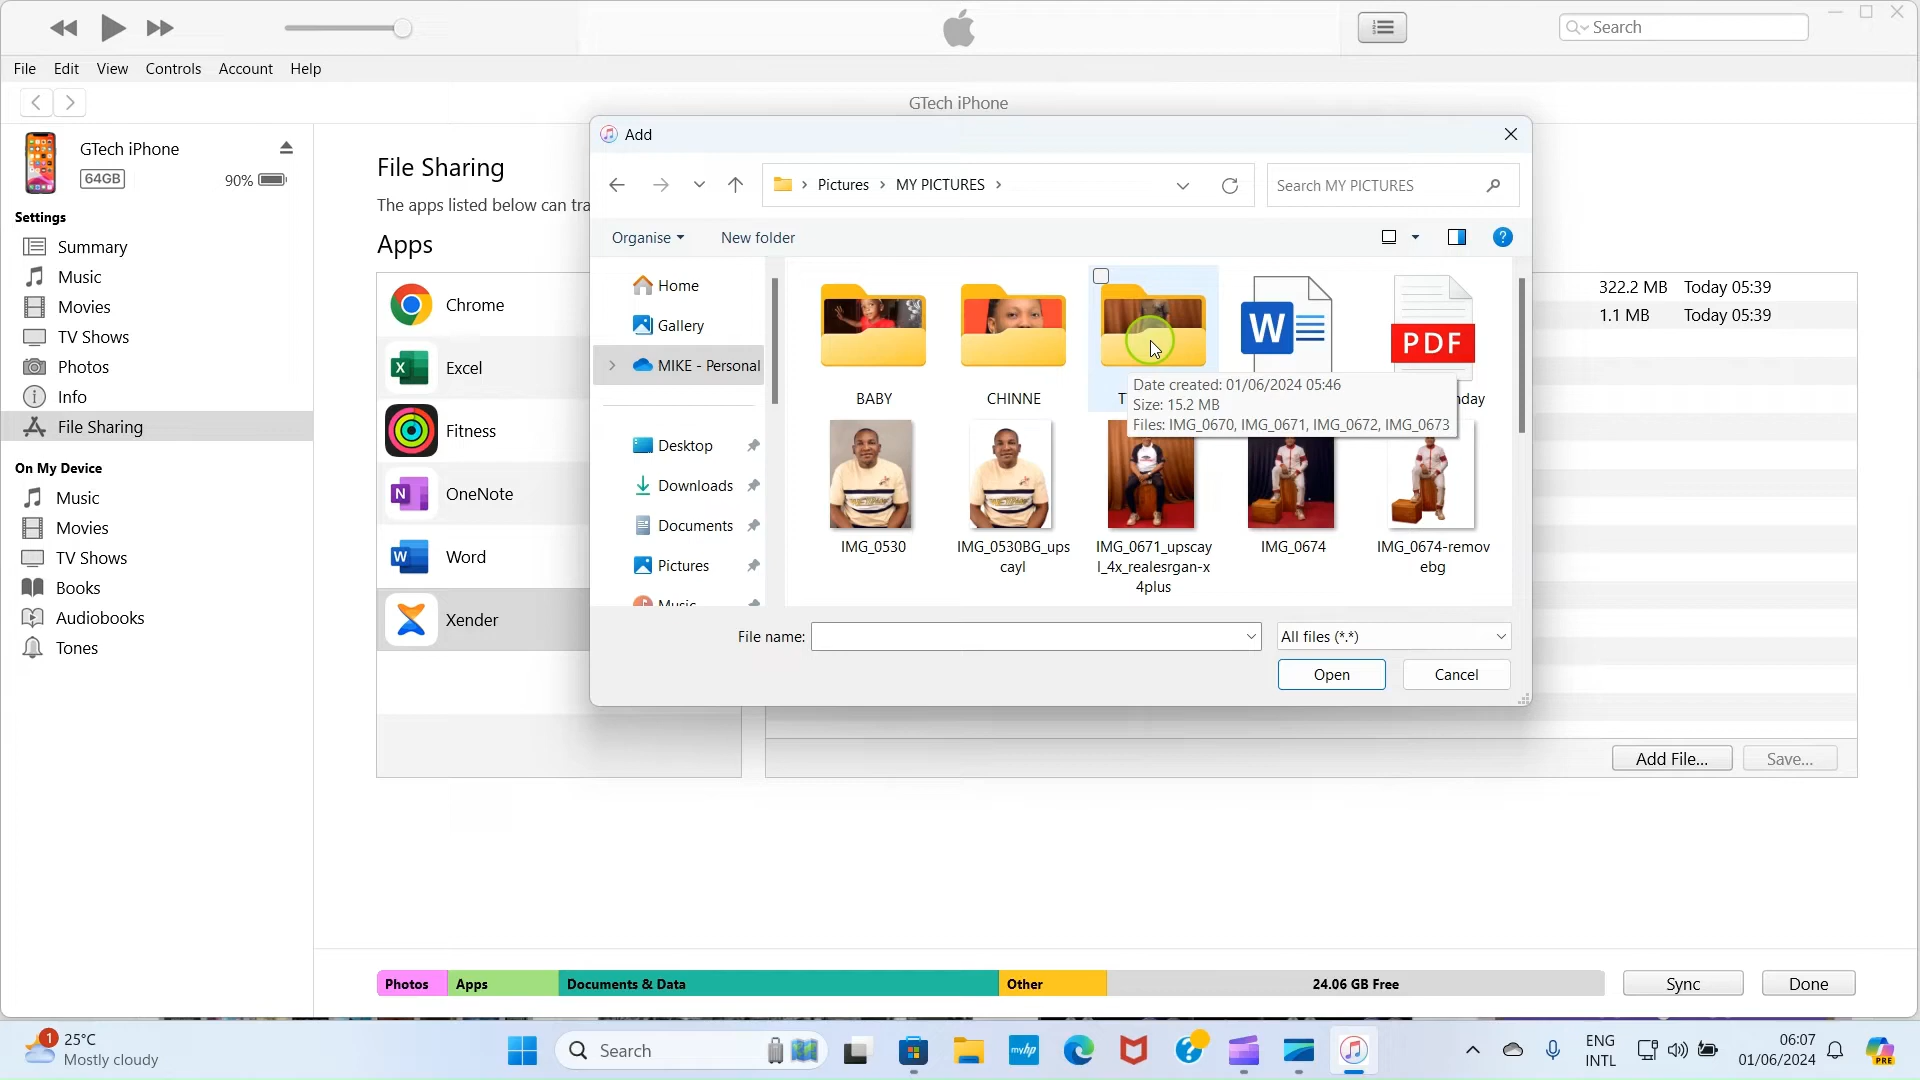 Search
File Edit View Controls Account Help
GTech iPhone
GTech iPhone
64GB
90%
Settings
Summary
Music
Movies
TV Shows
Photos
Info
File Sharing
On My Device
Music
Movies
TV Shows
Books
Audiobooks
Tones
File Sharing
The apps listed below can tra
Apps
Chrome
Excel
Fitness
OneNote
Word
Xender
Add
Pictures
MY PICTURES
Search MY PICTURES
Organise
New folder
Home
Gallery
MIKE - Personal
Desktop
Downloads
Documents
Pictures
Music
BABY
CHINNE
T
W
PDF
nday
Date created: 01/06/2024 05:46
Size: 15.2 MB
Files: IMG_0670, IMG_0671, IMG_0672, IMG_0673
IMG_0530
IMG_0530BG_ups
cayl
IMG_0671_upscay
l_4x_realesrgan-x
4plus
IMG_0674
IMG_0674-remov
ebg
File name:
All files (*.*)
Open
Cancel
322.2 MB Today 05:39
1.1 MB Today 05:39
Add File...
Save...
Photos
Apps
Documents & Data
Other
24.06 GB Free
Sync
Done
1
25°C
Mostly cloudy
Search
myhp
ENG
INTL
06:07
01/06/2024
PRE